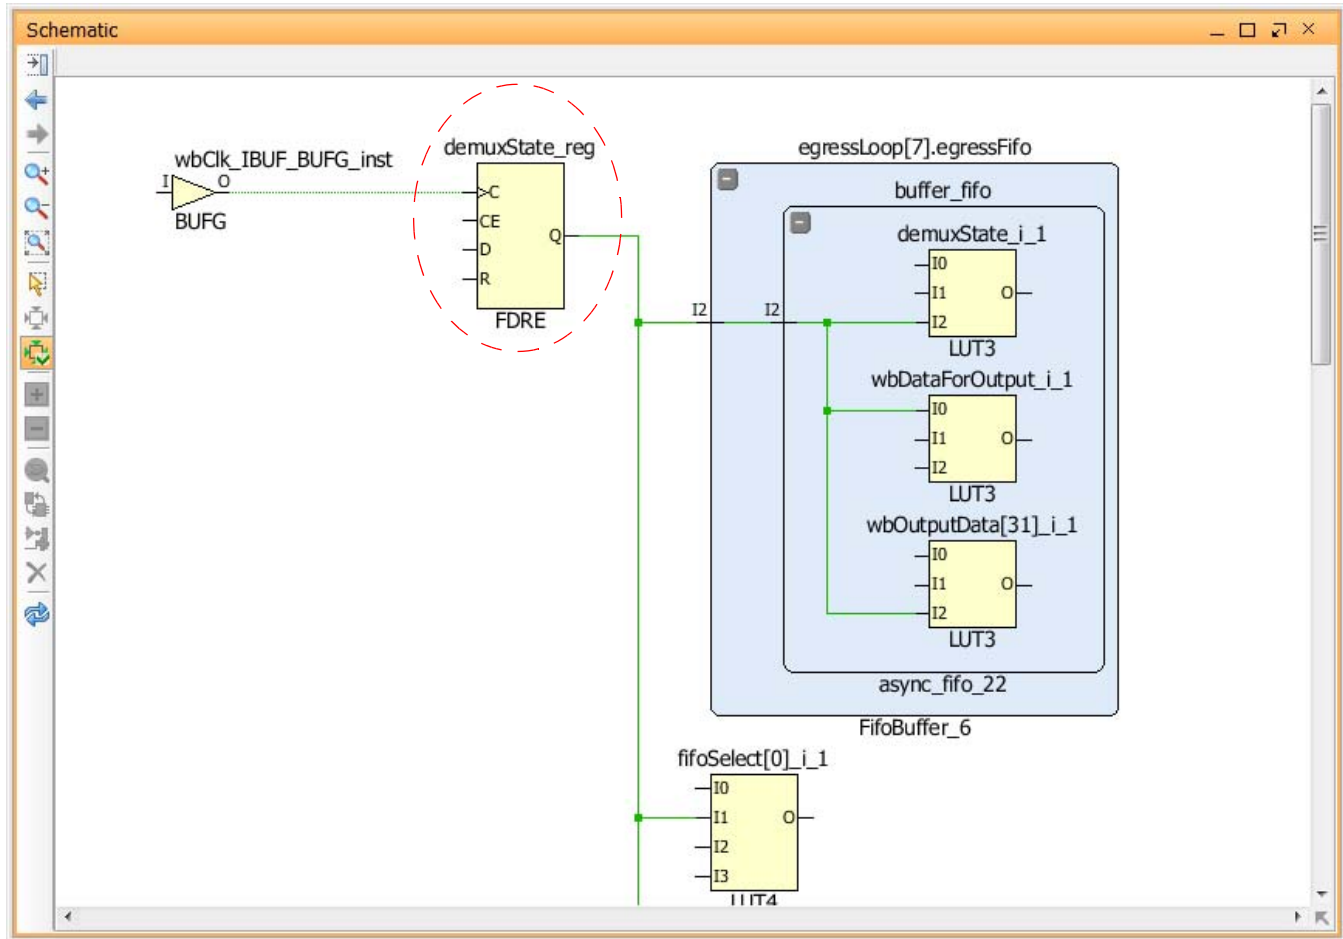 Schematic
wbClk_IBUF_BUFG_inst
I
O
BUFG
demuxState_reg
C
CE
D
R
Q
FDRE
egressLoop[7].egressFifo
buffer_fifo
I2
I2
demuxState_i_1
I0
I1
I2
O
LUT3
wbDataForOutput_i_1
I0
I1
I2
O
LUT3
wbOutputData[31]_i_1
I0
I1
I2
O
LUT3
async_fifo_22
FifoBuffer_6
fifoSelect[0]_i_1
I0
I1
I2
I3
O
LUT4